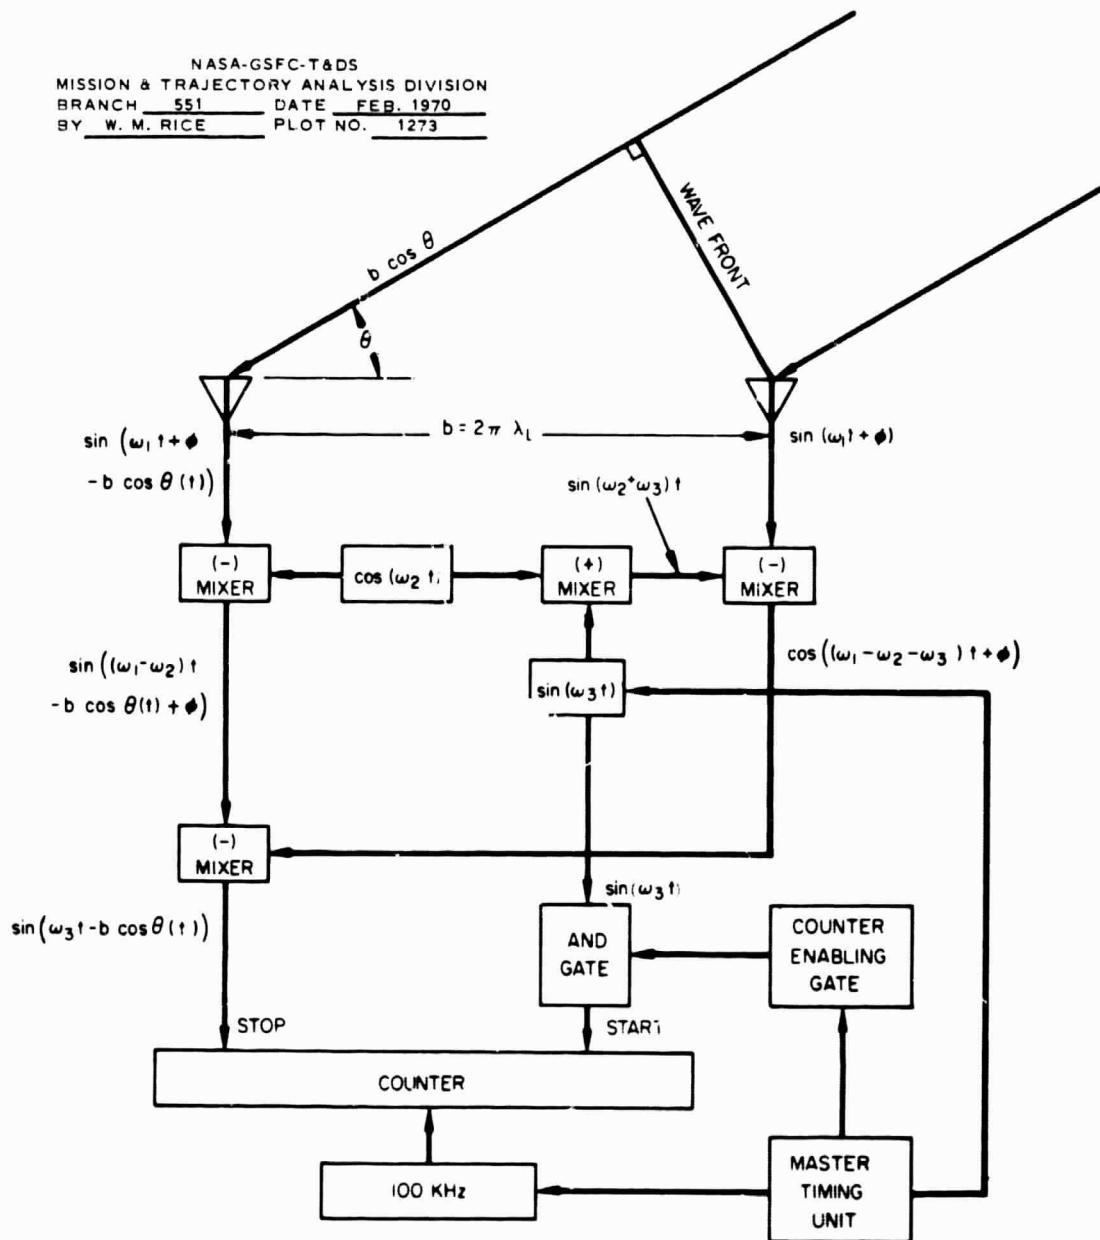 NASA-GSFC-T&DS
MISSION & TRAJECTORY ANALYSIS DIVISION
BRANCH 551 DATE FEB. 1970
BY W. M. RICE PLOT NO. 1273
b cos θ
WAVE FRONT
θ
b = 2π λL
sin (ω₁ t + ϕ
- b cos θ (t))
sin (ω₁t + ϕ)
sin (ω₂+ω₃) t
(-)
MIXER
cos (ω₂ t)
(+)
MIXER
(-)
MIXER
sin ((ω₁-ω₂) t
- b cos θ(t) + ϕ)
cos((ω₁ - ω₂ - ω₃) t + ϕ)
sin (ω₃ t)
(-)
MIXER
sin (ω₃ t)
sin(ω₃ t - b cos θ (t))
AND
GATE
COUNTER
ENABLING
GATE
STOP
START
COUNTER
100 KHz
MASTER
TIMING
UNIT